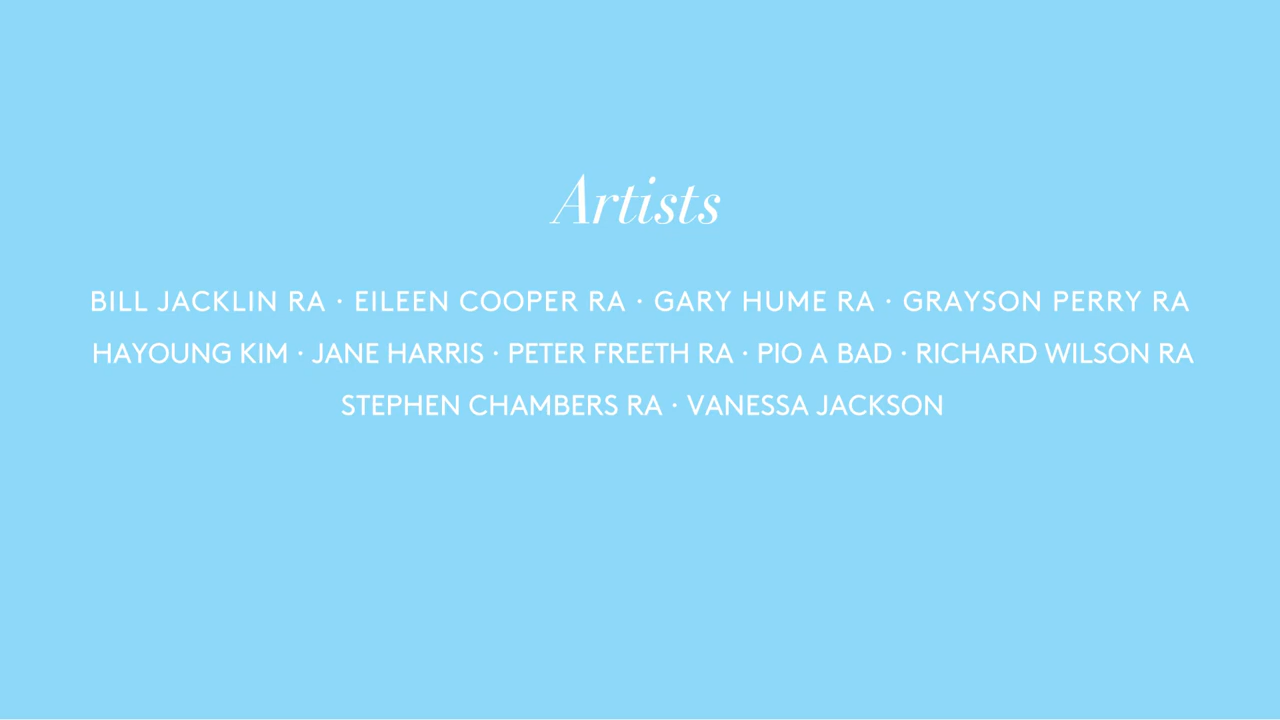 Artists
BILL JACKLIN RA · EILEEN COOPER RA · GARY HUME RA · GRAYSON PERRY RA
HAYOUNG KIM · JANE HARRIS · PETER FREETH RA · PIO A BAD · RICHARD WILSON RA
STEPHEN CHAMBERS RA · VANESSA JACKSON